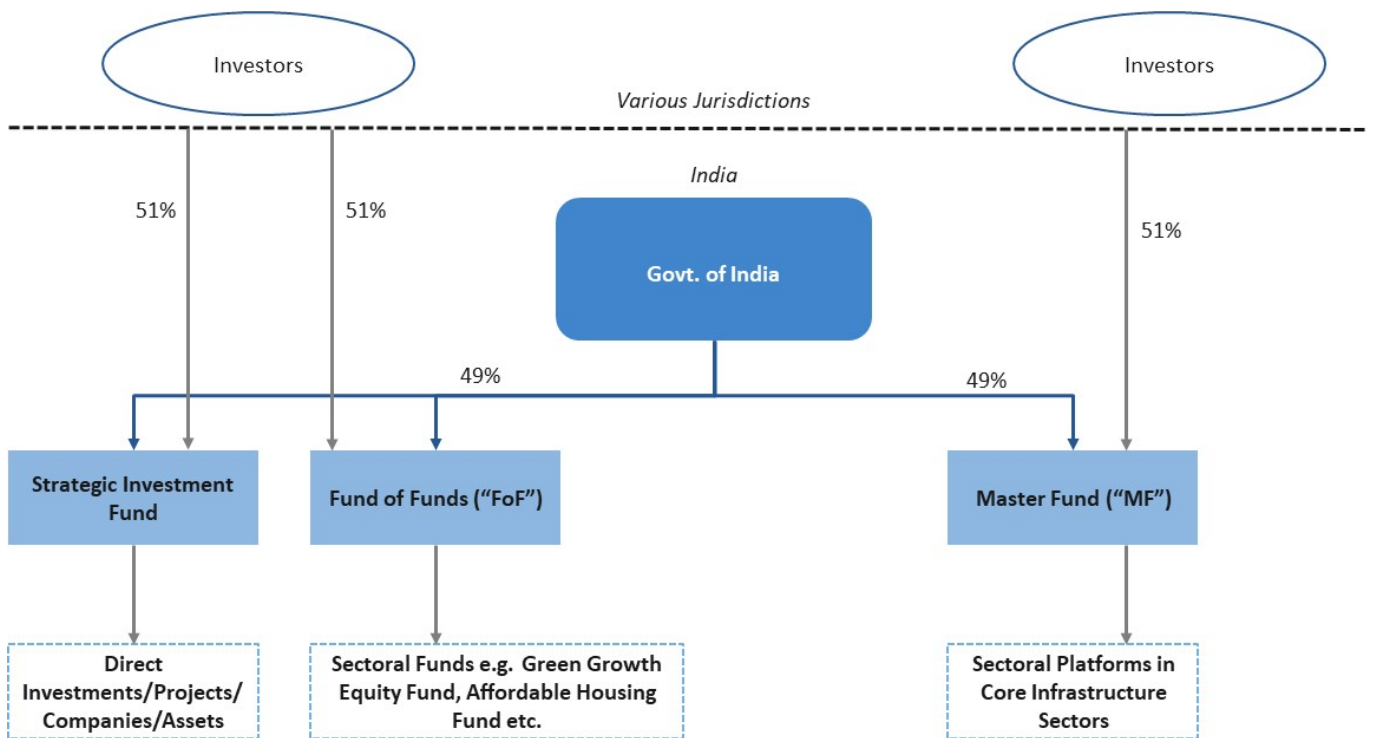 Investors
Investors
Various Jurisdictions
India
51%
51%
51%
Govt. of India
49%
49%
Strategic Investment
Fund
Fund of Funds (“FoF”)
Master Fund (“MF”)
Direct
Investments/Projects/
Companies/Assets
Sectoral Funds e.g. Green Growth
Equity Fund, Affordable Housing
Fund etc.
Sectoral Platforms in
Core Infrastructure
Sectors